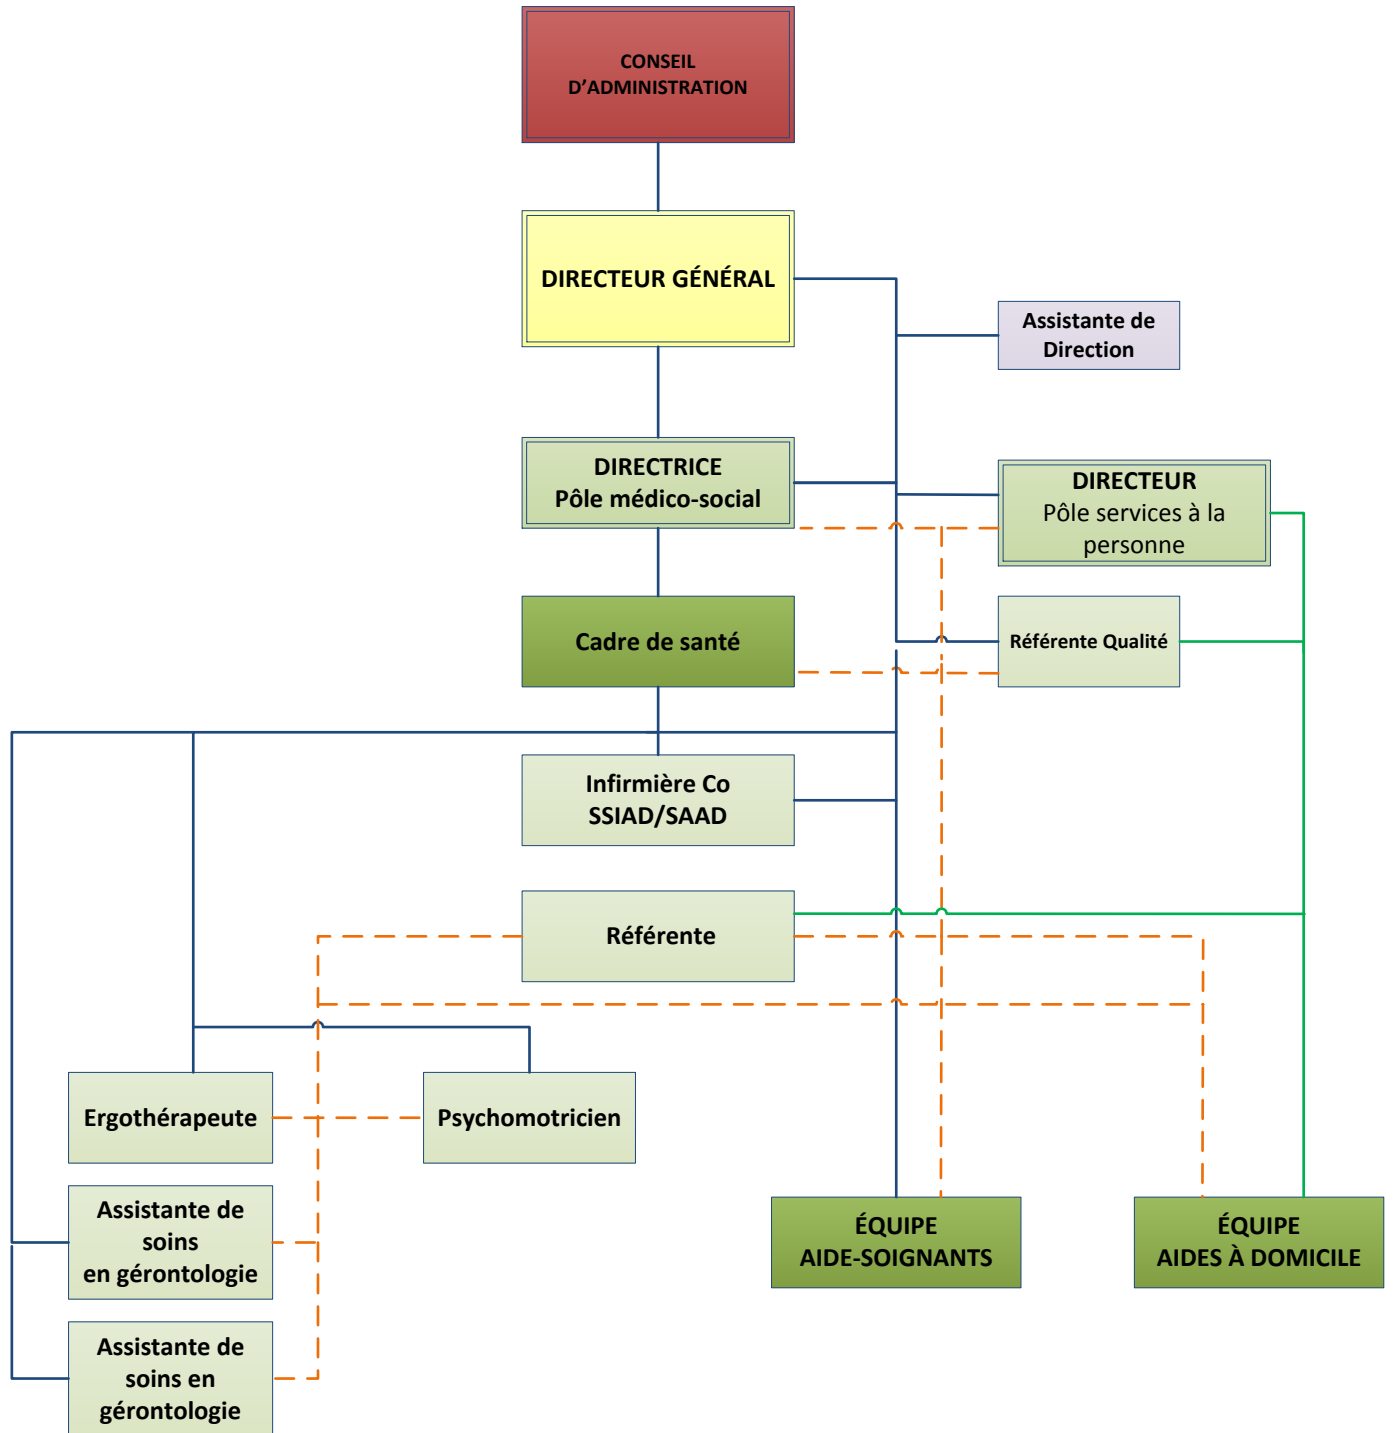 CONSEIL
D’ADMINISTRATION
DIRECTEUR GÉNÉRAL
Assistante de
Direction
DIRECTRICE
Pôle médico-social
DIRECTEUR
Pôle services à la
personne
Cadre de santé
Référente Qualité
Infirmière Co
SSIAD/SAAD
Référente
Ergothérapeute
Psychomotricien
Assistante de
soins
en gérontologie
ÉQUIPE
AIDE-SOIGNANTS
ÉQUIPE
AIDES À DOMICILE
Assistante de
soins en
gérontologie